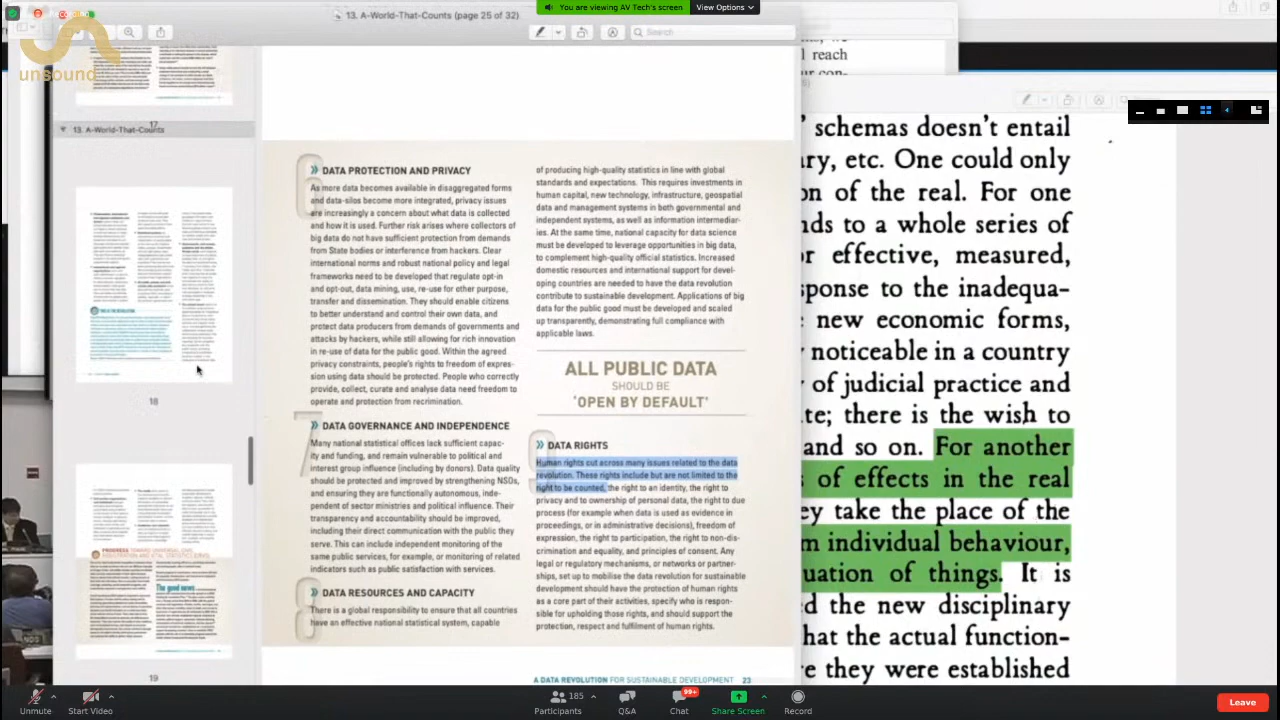 13. A-World-That-Counts (page 25 of 32)
You are viewing AV Tech's screen
View Options
unsound
Search
reach
17
13. A-World-That-Counts
18
19
» DATA PROTECTION AND PRIVACY
As more data becomes available in disaggregated forms
and data-silos become more integrated, privacy issues
are increasingly a concern about what data is collected
and how it is used. Further risk arises where collectors of
big data do not have sufficient protection from demands
from State bodies or interference from hackers. Clear
international norms and robust national policy and legal
frameworks need to be developed that regulate opt-in
and opt-out, data mining, use, re-use for other purpose,
transfer and dissemination. They should enable citizens
to better understand and control their own data, and
protect data producers from demands of governments and
attacks by hackers, while still allowing for rich innovation
in re-use of data for the public good. Within the agreed
privacy constraints, people's rights to freedom of expres-
sion using data should be protected. People who correctly
provide, collect, curate and analyse data need freedom to
operate and protection from recrimination.
» DATA GOVERNANCE AND INDEPENDENCE
Many national statistical offices lack sufficient capac-
ity and funding, and remain vulnerable to political and
interest group influence (including by donors). Data quality
should be protected and improved by strengthening NSOs,
and ensuring they are functionally autonomous, inde-
pendent of sector ministries and political influence. Their
transparency and accountability should be improved,
including their direct communication with the public they
serve. This can include independent monitoring of the
same public services, for example, or monitoring of related
indicators such as public satisfaction with services.
» DATA RESOURCES AND CAPACITY
There is a global responsibility to ensure that all countries
have an effective national statistical system, capable
of producing high-quality statistics in line with global
standards and expectations. This requires investments in
human capital, new technology, infrastructure, geospatial
data and management systems in both governmental and
independent systems, as well as information intermediar-
ies. At the same time, national capacity for data science
must be developed to leverage opportunities in big data,
to complement high-quality official statistics. Increased
domestic resources and international support for devel-
oping countries are needed to have the data revolution
contribute to sustainable development. Applications of big
data for the public good must be developed and scaled
up transparently, demonstrating full compliance with
applicable laws.
ALL PUBLIC DATA
SHOULD BE
'OPEN BY DEFAULT'
» DATA RIGHTS
Human rights cut across many issues related to the data
revolution. These rights include but are not limited to the
right to be counted, the right to an identity, the right to
privacy and to ownership of personal data, the right to due
process (for example when data is used as evidence in
proceedings, or in administrative decisions), freedom of
expression, the right to participation, the right to non-dis-
crimination and equality, and principles of consent. Any
legal or regulatory mechanisms, or networks or partner-
ships, set up to mobilise the data revolution for sustainable
development should have the protection of human rights
as a core part of their activities, specify who is respon-
sible for upholding these rights, and should support the
protection, respect and fulfilment of human rights.
A DATA REVOLUTION FOR SUSTAINABLE DEVELOPMENT 23
' schemas doesn't entail
ary, etc. One could only
on of the real. For one
t a whole series of
effective, measured,
to the inadequa-
onic form
noticeable in a country
of judicial practice and
te; there is the wish to
and so on. For another
of effects in the real
take the place of the
m individual behaviour,
of things
view disciplinary
hat the actual function-
re they were established
Unmute
Start Video
Participants
185
Q&A
Chat
99+
Share Screen
Record
Leave